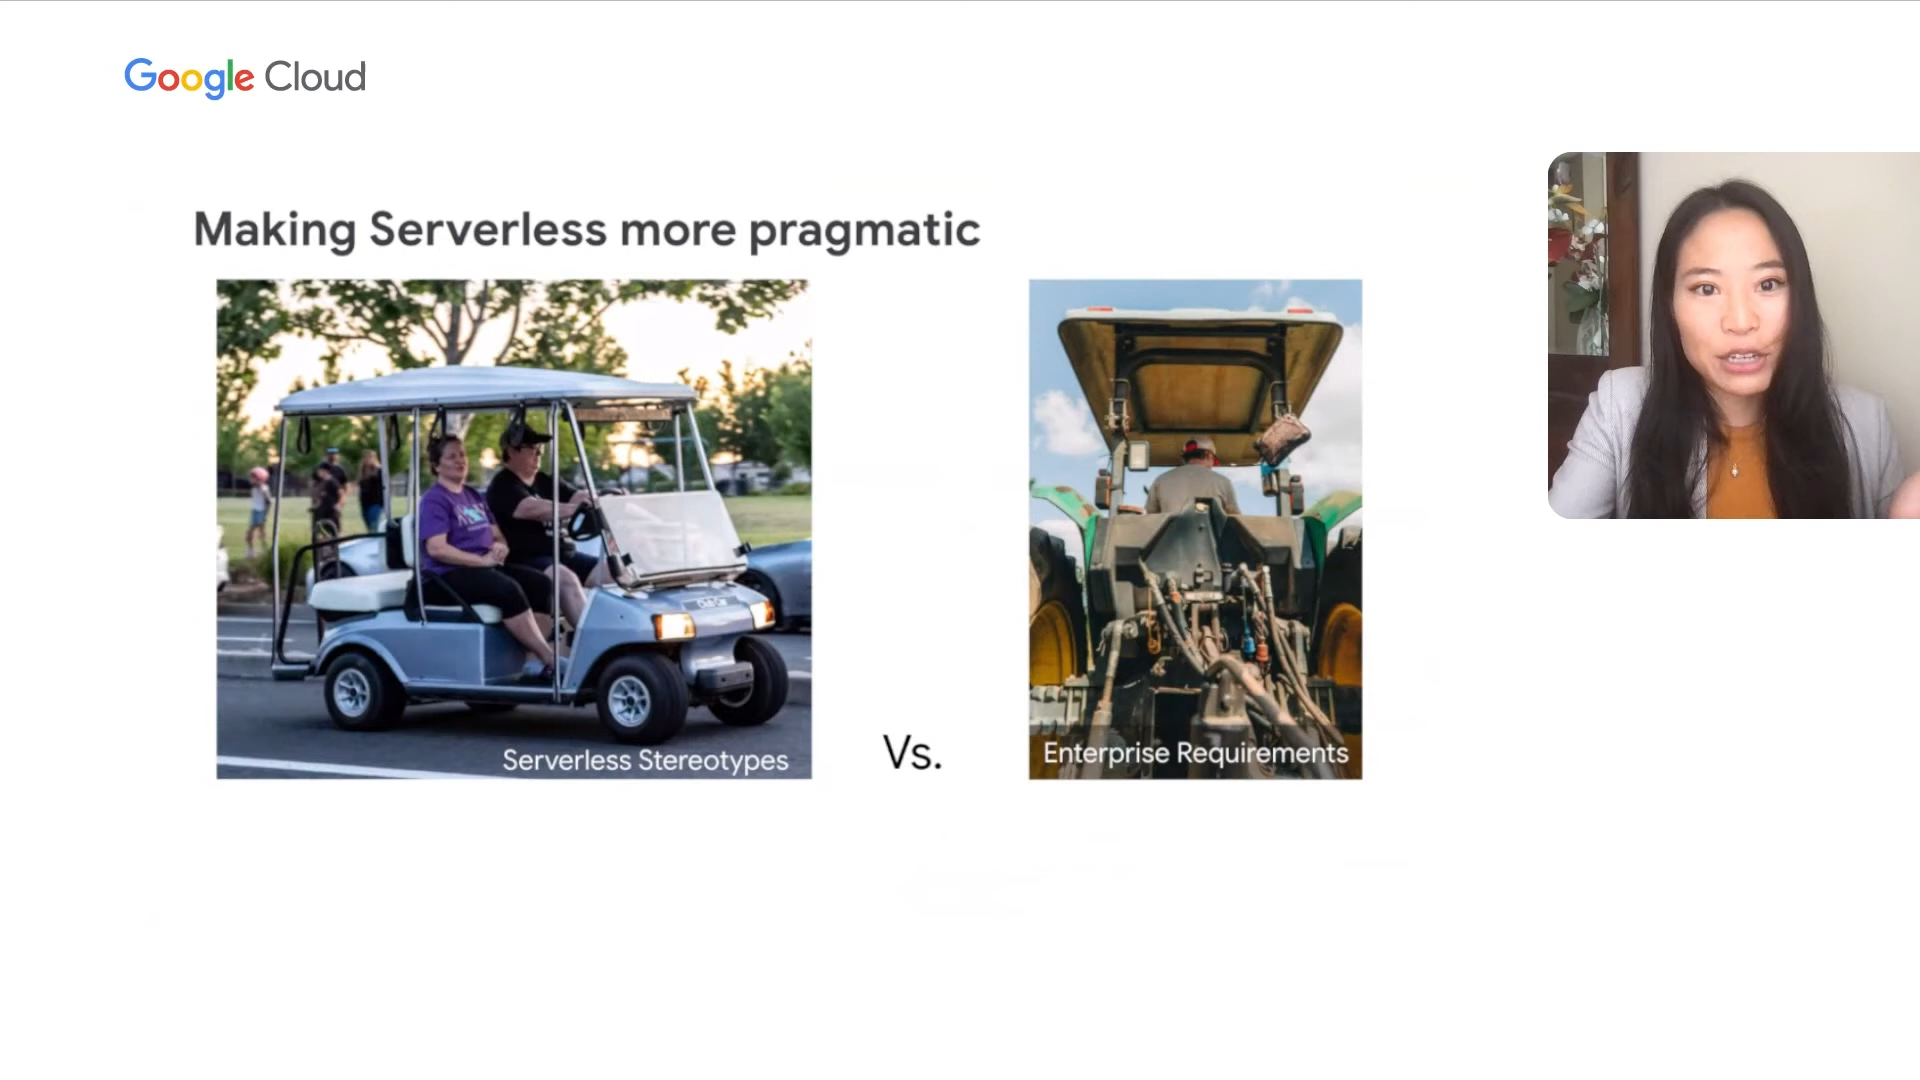 Google Cloud
Making Serverless more pragmatic
Serverless Stereotypes
Vs.
Enterprise Requirements